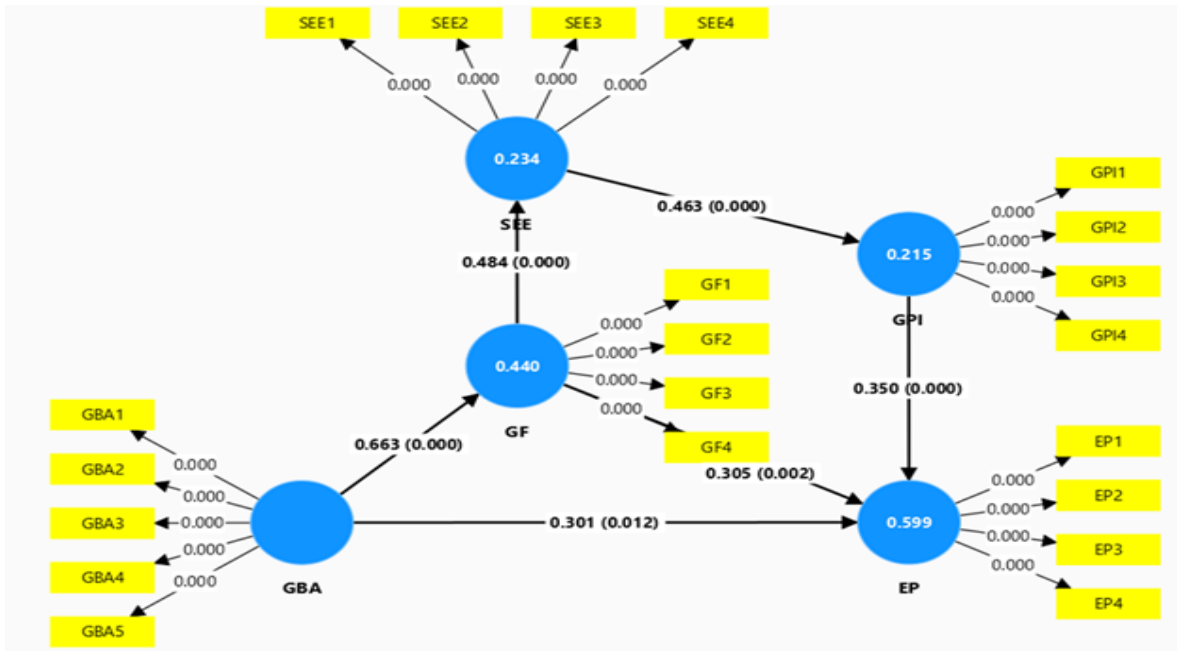 SEE1 SEE2 SEE3 SEE4
0.000 0.000 0.000 0.000
0.234
SEE
0.463 (0.000)
GPI1
0.000
GPI2
0.000
0.215
0.000
GPI3
0.000
GPI
GPI4
0.484 (0.000)
GF1
0.000
GF2
0.000
0.440
0.000
GF3
0.000
GF
GF4
0.350 (0.000)
0.663 (0.000)
0.305 (0.002)
GBA1
0.000
GBA2
0.000
GBA3
0.000
GBA4
0.000
GBA5
0.000
GBA
0.301 (0.012)
0.599
EP
EP1
0.000
EP2
0.000
EP3
0.000
EP4
0.000